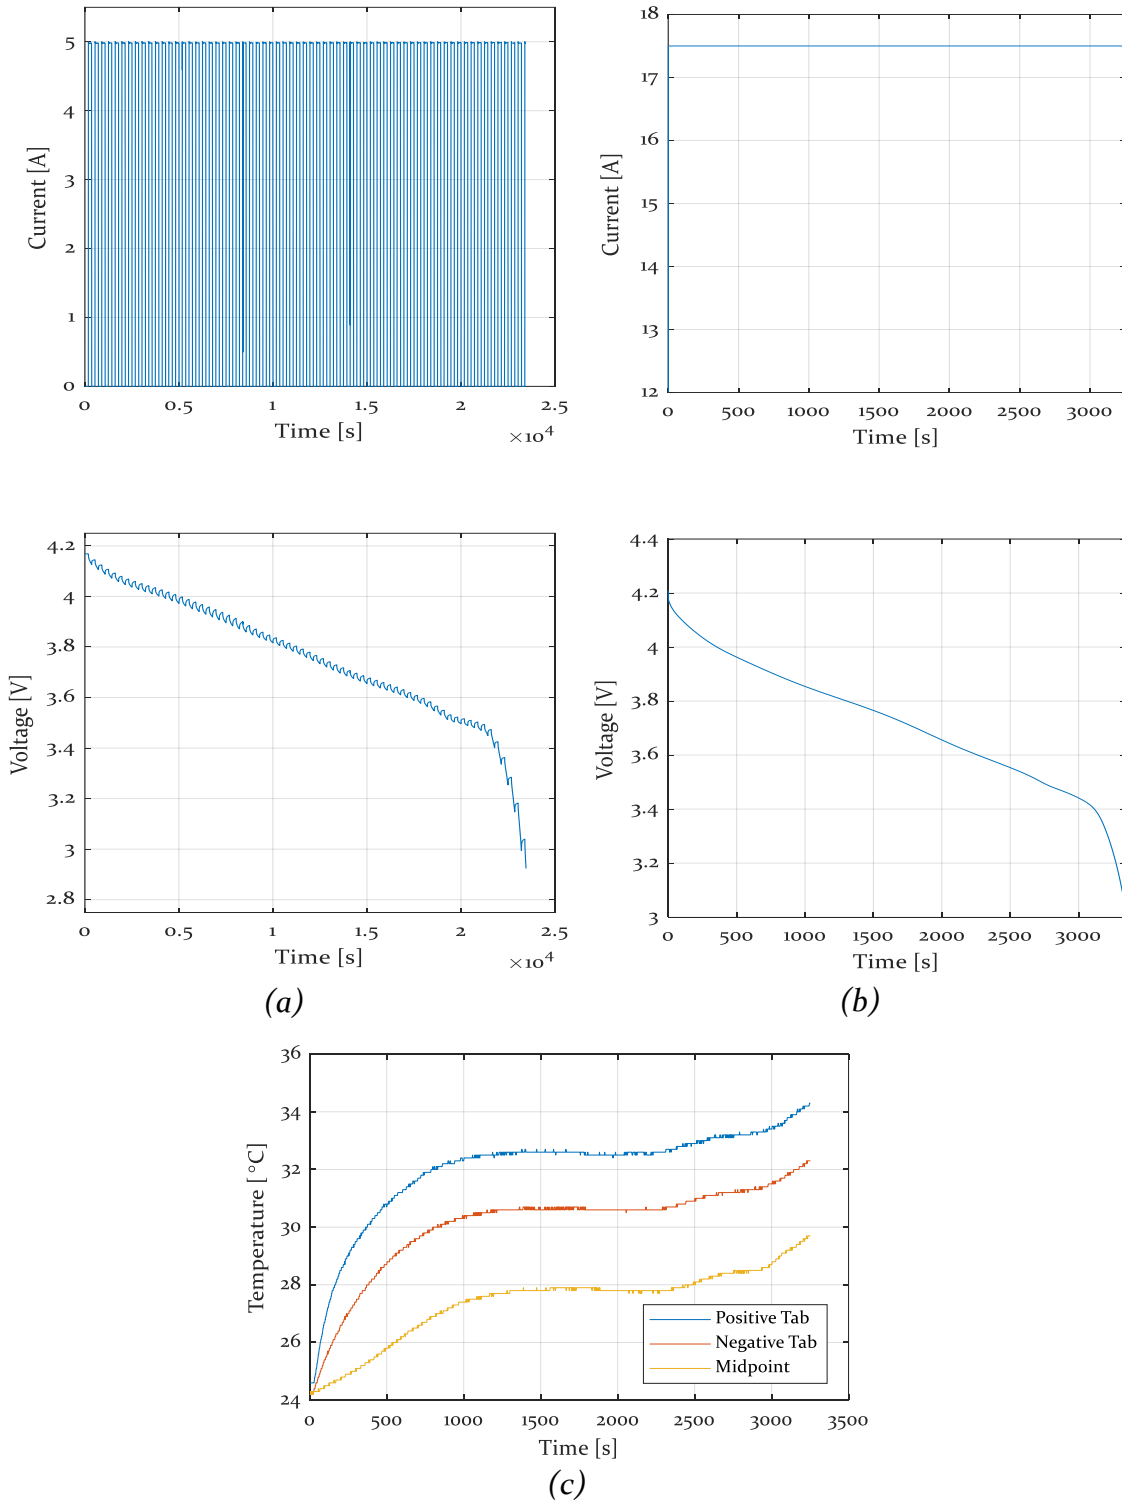 5
4
3
2
1
0
Current [A]
0 0.5 1 1.5 2 2.5
Time [s]
×10⁴
18
17
16
15
14
13
12
Current [A]
0 500 1000 1500 2000 2500 3000
Time [s]
4.2
4
3.8
3.6
3.4
3.2
3
2.8
Voltage [V]
0 0.5 1 1.5 2 2.5
Time [s]
×10⁴
(a)
4.4
4.2
4
3.8
3.6
3.4
3.2
3
Voltage [V]
0 500 1000 1500 2000 2500 3000
Time [s]
(b)
36
34
32
30
28
26
24
Temperature [°C]
Positive Tab
Negative Tab
Midpoint
0 500 1000 1500 2000 2500 3000 3500
Time [s]
(c)